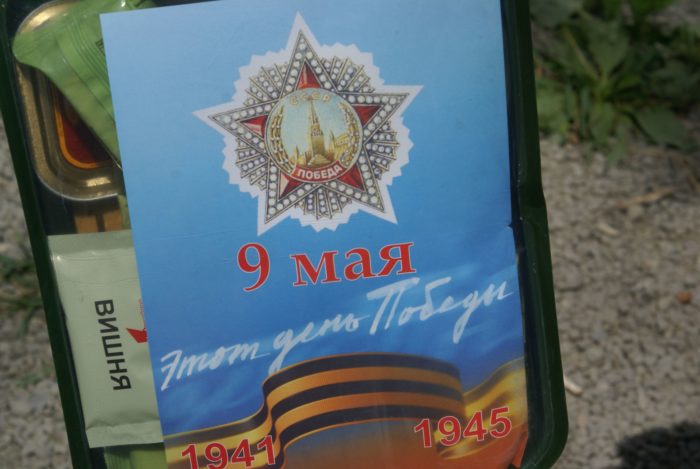 СССР
ПОБЕДА
9 мая
Этот день Победы
1941
1945
ВИШНЯ